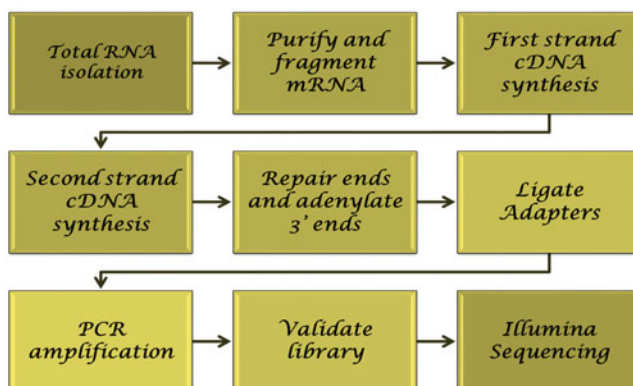 Total RNA
isolation
Purify and
fragment
mRNA
First strand
cDNA
synthesis
Second strand
cDNA
synthesis
Repair ends
and adenylate
3' ends
Ligate
Adapters
PCR
amplification
Validate
library
Illumina
Sequencing